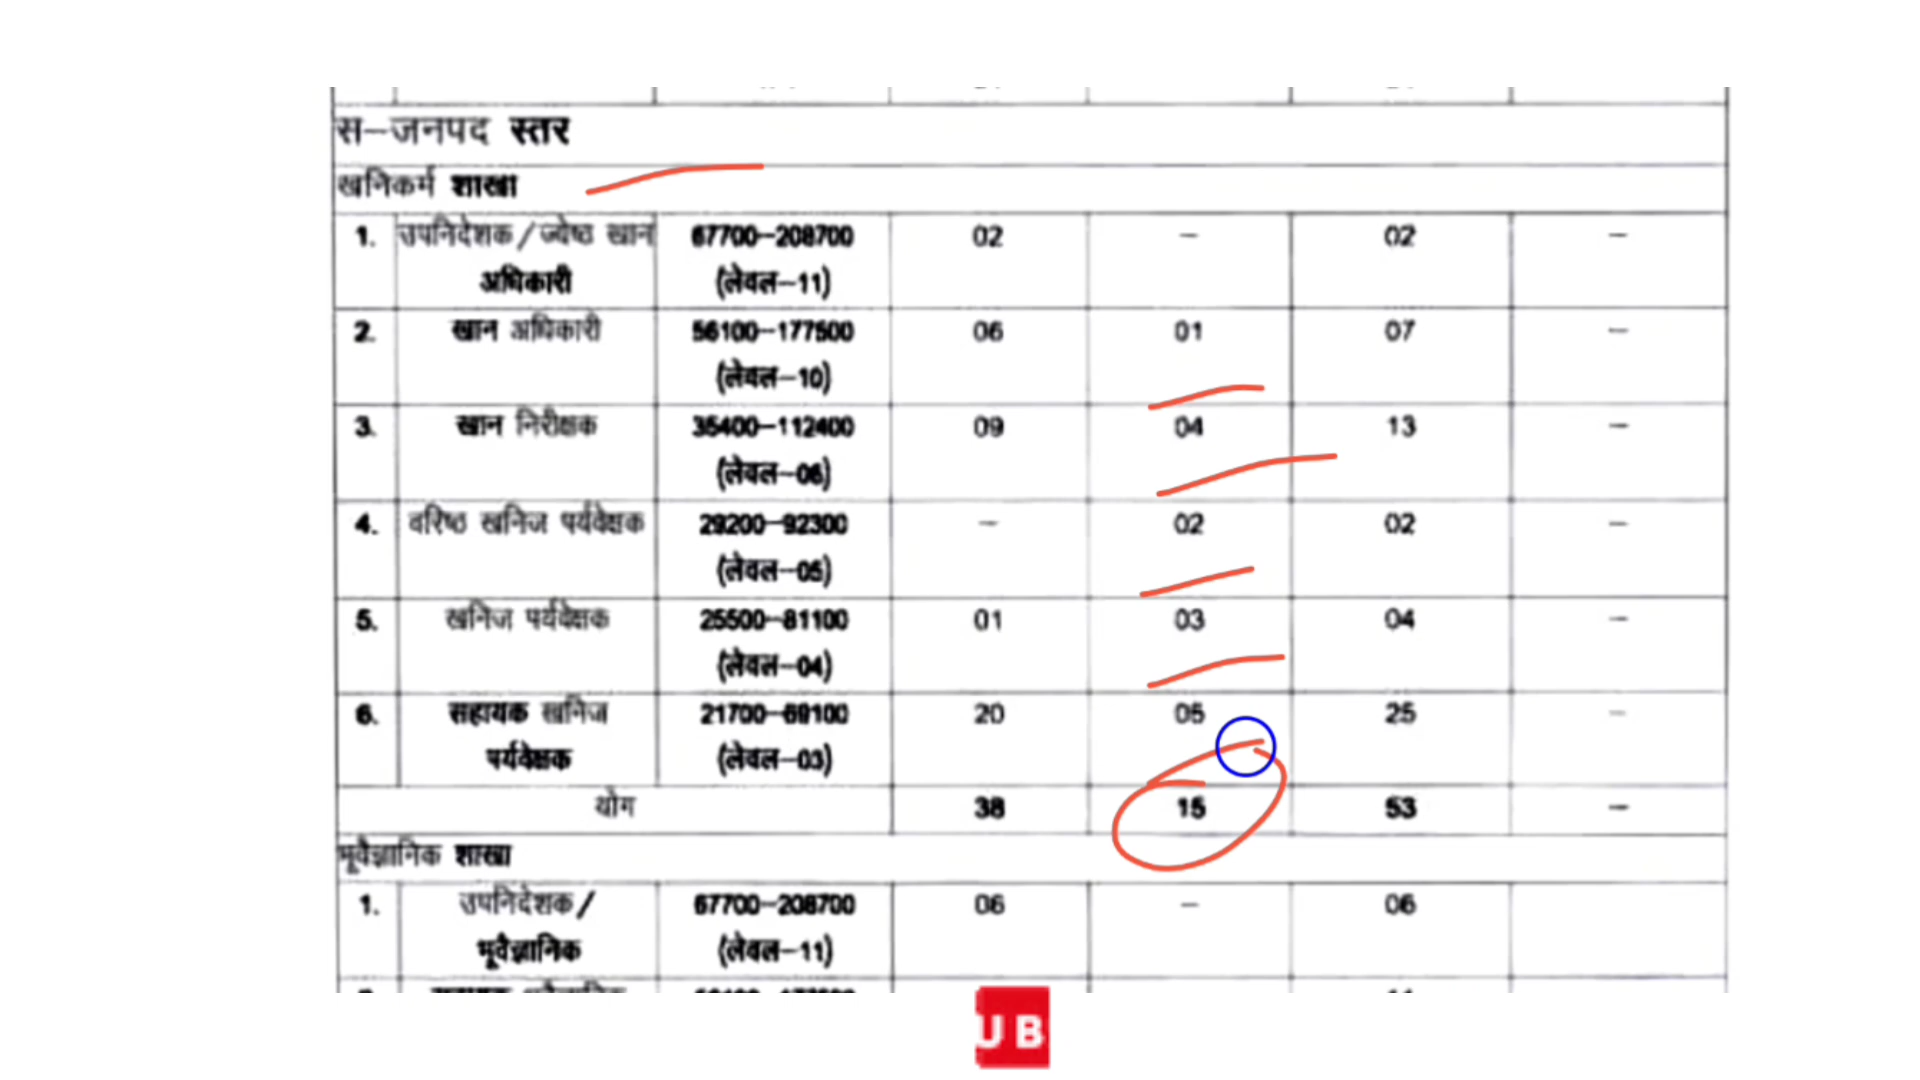 स–जनपद स्तर
खनिकर्म शाखा
1. उपनिदेशक/ज्येष्ठ खान 67700–208700 02 – 02 –
अधिकारी (लेवल–11)
2. खान अधिकारी 56100–177500 06 01 07 –
(लेवल–10)
3. खान निरीक्षक 35400–112400 09 04 13 –
(लेवल–06)
4. वरिष्ठ खनिज पर्यवेक्षक 29200–92300 – 02 02 –
(लेवल–05)
5. खनिज पर्यवेक्षक 25500–81100 01 03 04 –
(लेवल–04)
6. सहायक खनिज 21700–69100 20 05 25 –
पर्यवेक्षक (लेवल–03)
योग 38 15 53 –
भूवैज्ञानिक शाखा
1. उपनिदेशक/ 67700–208700 06 – 06
भूवैज्ञानिक (लेवल–11)
UB